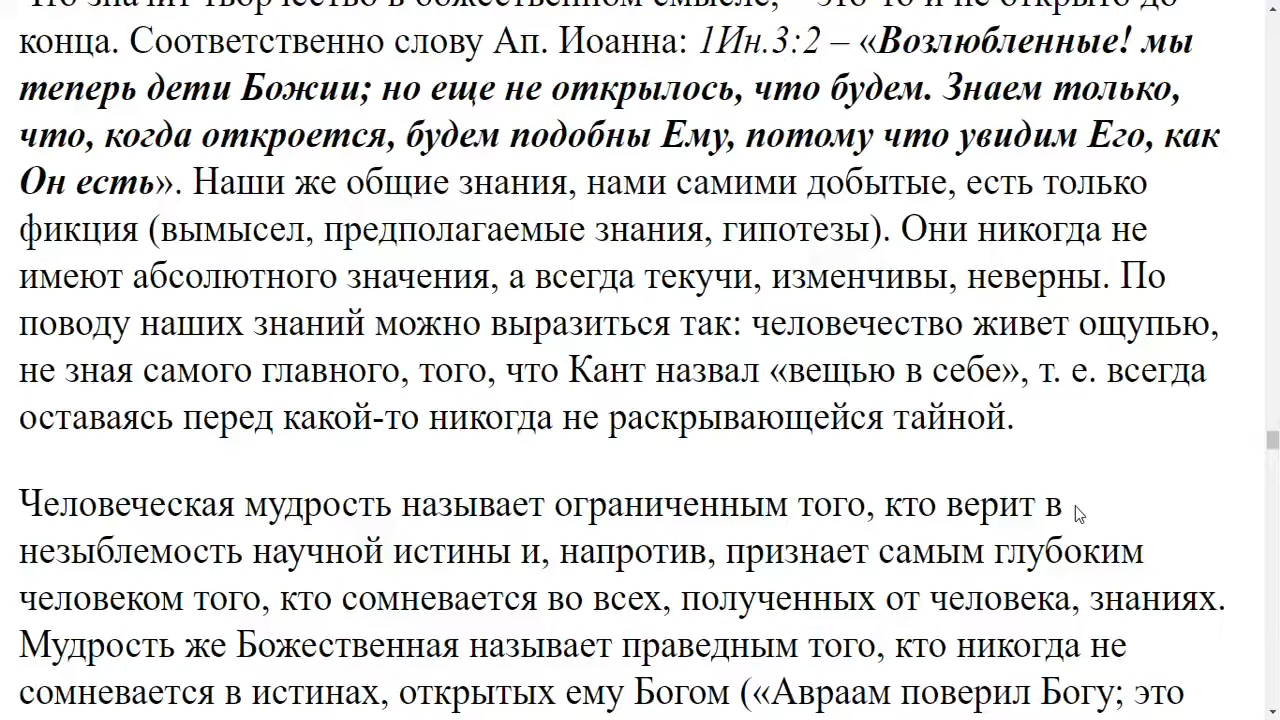 конца. Соответственно слову Ап. Иоанна: 1Ин.3:2 – «Возлюбленные! мы
теперь дети Божии; но еще не открылось, что будем. Знаем только,
что, когда откроется, будем подобны Ему, потому что увидим Его, как
Он есть». Наши же общие знания, нами самими добытые, есть только
фикция (вымысел, предполагаемые знания, гипотезы). Они никогда не
имеют абсолютного значения, а всегда текучи, изменчивы, неверны. По
поводу наших знаний можно выразиться так: человечество живет ощупью,
не зная самого главного, того, что Кант назвал «вещью в себе», т. е. всегда
оставаясь перед какой-то никогда не раскрывающейся тайной.
Человеческая мудрость называет ограниченным того, кто верит в
незыблемость научной истины и, напротив, признает самым глубоким
человеком того, кто сомневается во всех, полученных от человека, знаниях.
Мудрость же Божественная называет праведным того, кто никогда не
сомневается в истинах, открытых ему Богом («Авраам поверил Богу; это